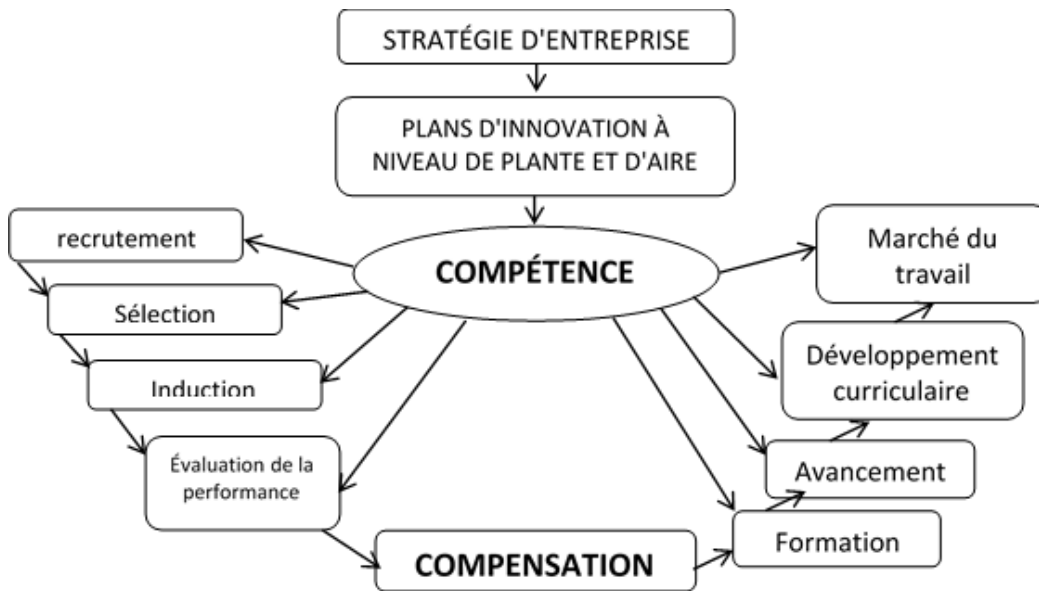 STRATÉGIE D'ENTREPRISE
PLANS D'INNOVATION À
NIVEAU DE PLANTE ET D'AIRE
COMPÉTENCE
recrutement
Sélection
Induction
Évaluation de la
performance
COMPENSATION
Formation
Avancement
Développement
curriculaire
Marché du
travail